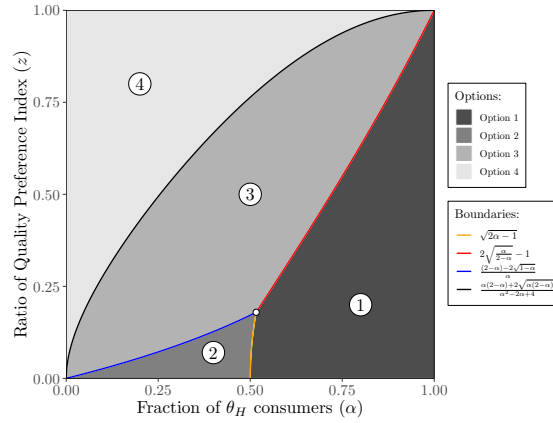 1.00
0.75
0.50
0.25
0.00
Ratio of Quality Preference Index (z)
4
3
2
1
0.00 0.25 0.50 0.75 1.00
Fraction of θ_H consumers (α)
Options:
Option 1
Option 2
Option 3
Option 4
Boundaries:
√(2α − 1)
2√(α/(2−α)) − 1
((2−α)−2√(1−α))/α
(α(2−α)+2√(α(2−α)))/(α²−2α+4)